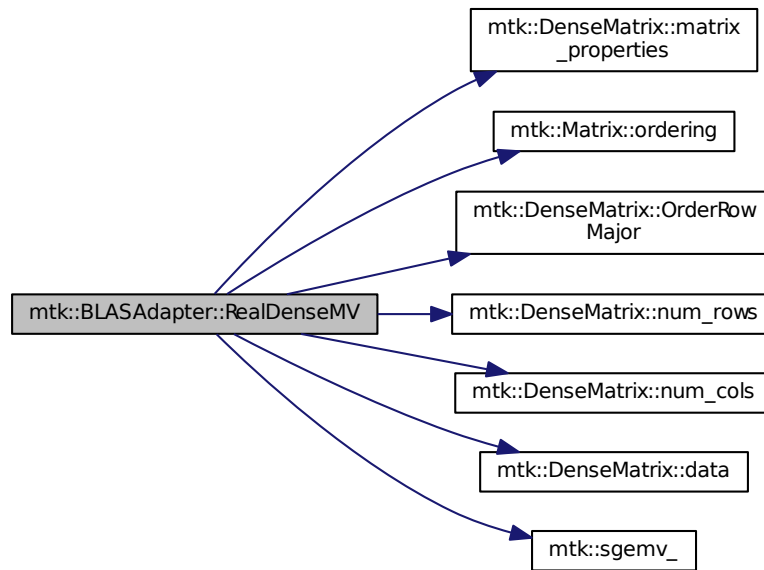 mtk::DenseMatrix::matrix
_properties
mtk::Matrix::ordering
mtk::DenseMatrix::OrderRow
Major
mtk::BLASAdapter::RealDenseMV
mtk::DenseMatrix::num_rows
mtk::DenseMatrix::num_cols
mtk::DenseMatrix::data
mtk::sgemv_